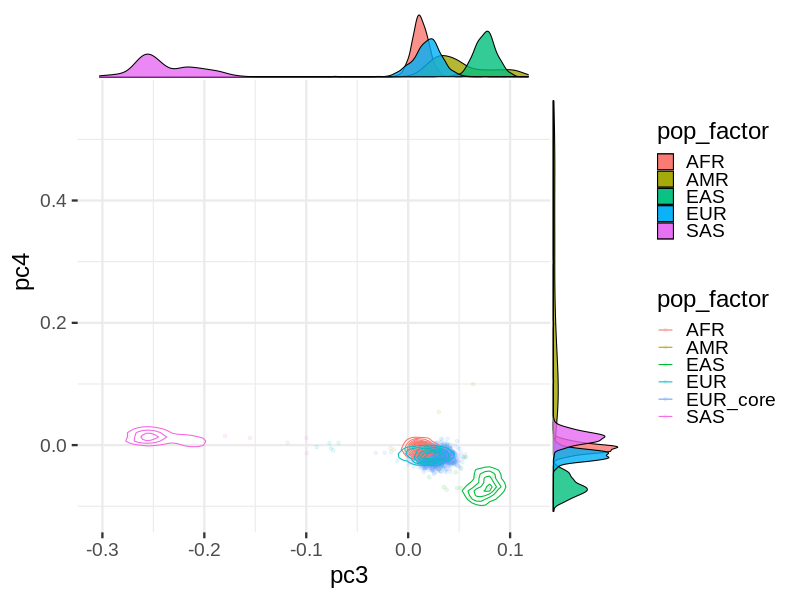 pop_factor
AFR
AMR
EAS
EUR
SAS
pop_factor
AFR
AMR
EAS
EUR
EUR_core
SAS
pc4
0.4
0.2
0.0
-0.3
-0.2
-0.1
0.0
0.1
pc3